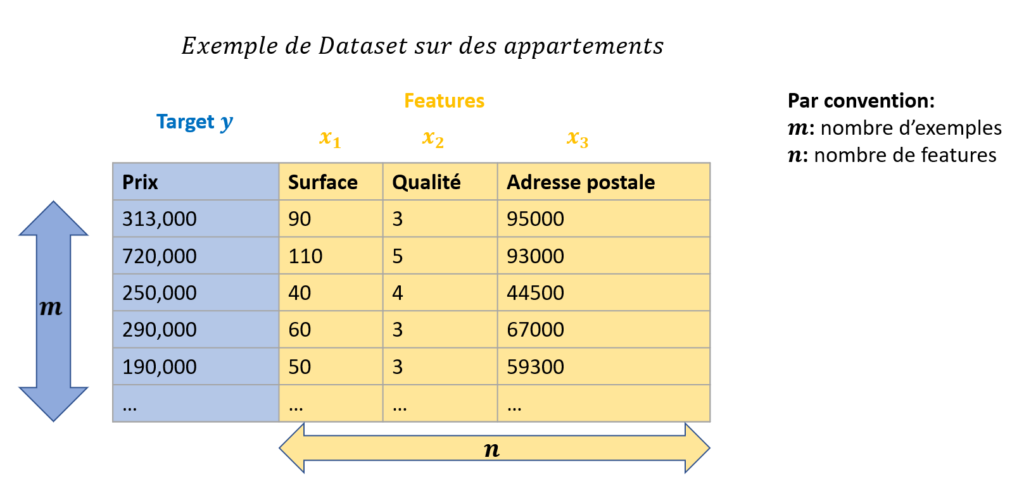 Exemple de Dataset sur des appartements
Features
Target y
x1 x2 x3
Par convention:
m: nombre d’exemples
n: nombre de features
Prix Surface Qualité Adresse postale
313,000 90 3 95000
720,000 110 5 93000
250,000 40 4 44500
290,000 60 3 67000
190,000 50 3 59300
... ... ... ...
m
n